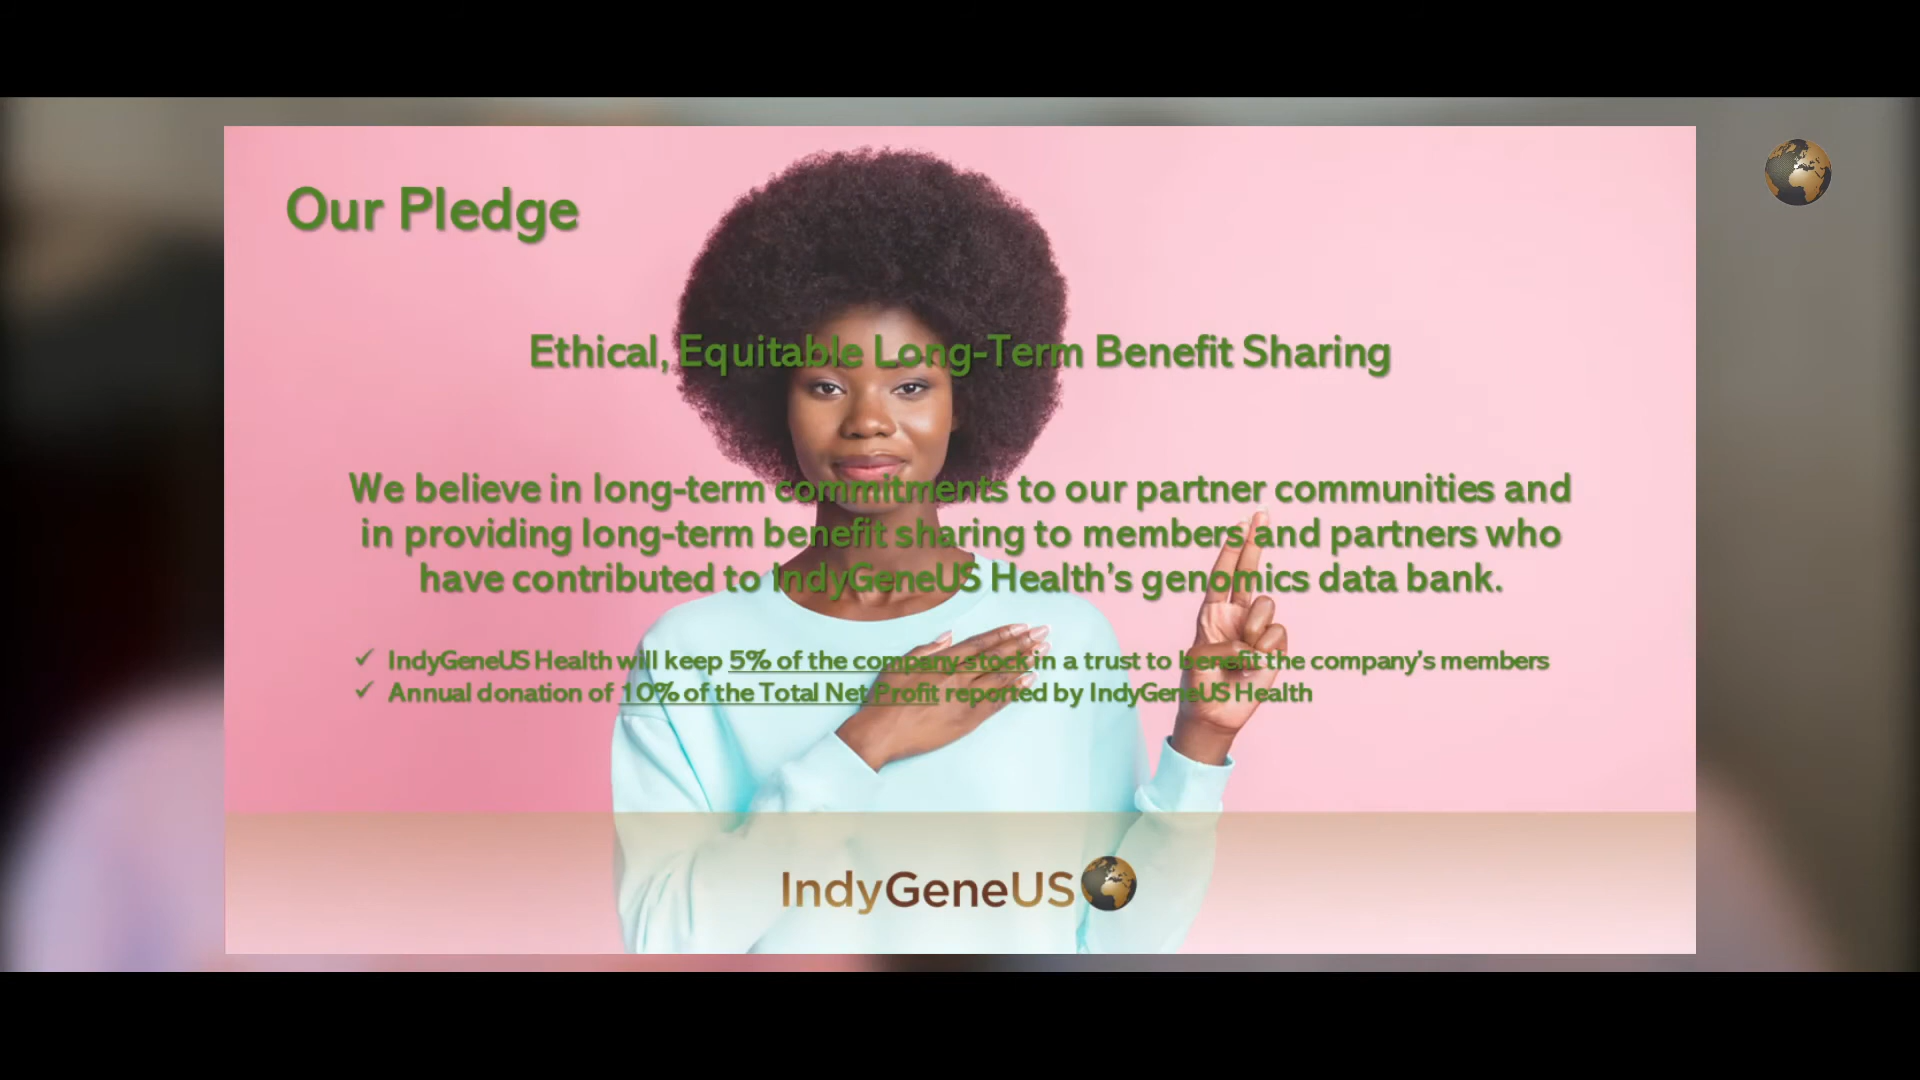 Our Pledge
Ethical, Equitable Long-Term Benefit Sharing
We believe in long-term commitments to our partner communities and
in providing long-term benefit sharing to members and partners who
have contributed to IndyGeneUS Health’s genomics data bank.
✓ IndyGeneUS Health will keep 5% of the company stock in a trust to benefit the company’s members
✓ Annual donation of 10% of the Total Net Profit reported by IndyGeneUS Health
IndyGeneUS